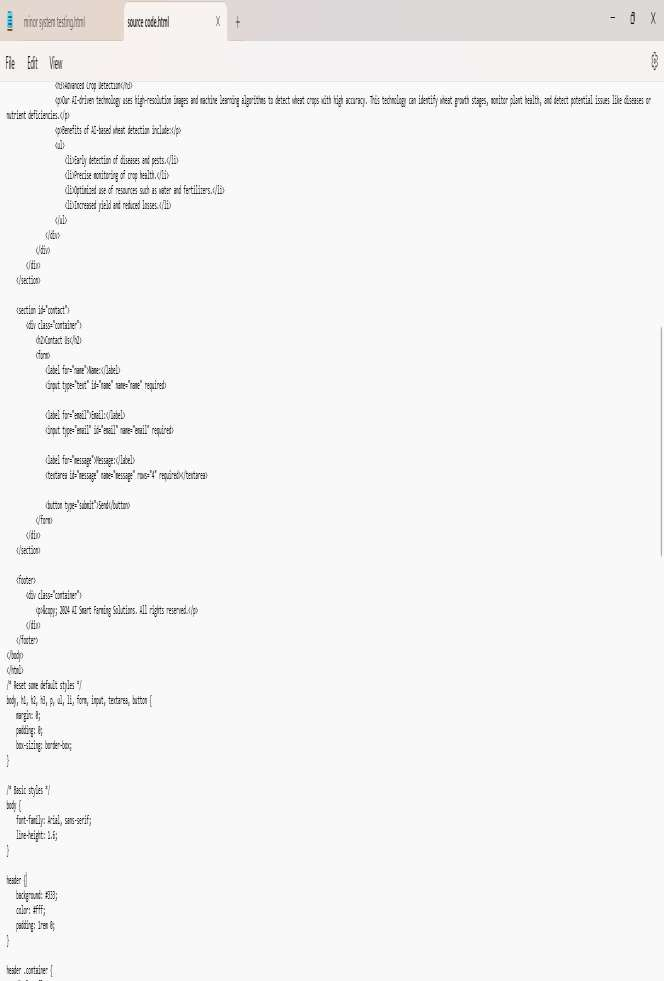 minor system testing.html
source code.html
File Edit View
<h3>Advanced Crop Detection</h3>
<p>Our AI-driven technology uses high-resolution images and machine learning algorithms to detect wheat crops with high accuracy. This technology can identify wheat growth stages, monitor plant health, and detect potential issues like diseases or
nutrient deficiencies.</p>
<p>Benefits of AI-based wheat detection include:</p>
<ul>
<li>Early detection of diseases and pests.</li>
<li>Precise monitoring of crop health.</li>
<li>Optimized use of resources such as water and fertilizers.</li>
<li>Increased yield and reduced losses.</li>
</ul>
</div>
</div>
</div>
</section>
<section id="contact">
<div class="container">
<h2>Contact Us</h2>
<form>
<label for="name">Name:</label>
<input type="text" id="name" name="name" required>
<label for="email">Email:</label>
<input type="email" id="email" name="email" required>
<label for="message">Message:</label>
<textarea id="message" name="message" rows="4" required></textarea>
<button type="submit">Send</button>
</form>
</div>
</section>
<footer>
<div class="container">
<p>&copy; 2024 AI Smart Farming Solutions. All rights reserved.</p>
</div>
</footer>
</body>
</html>
/* Reset some default styles */
body, h1, h2, h3, p, ul, li, form, input, textarea, button {
margin: 0;
padding: 0;
box-sizing: border-box;
}
/* Basic styles */
body {
font-family: Arial, sans-serif;
line-height: 1.6;
}
header {
background: #333;
color: #fff;
padding: 1rem 0;
}
header .container {